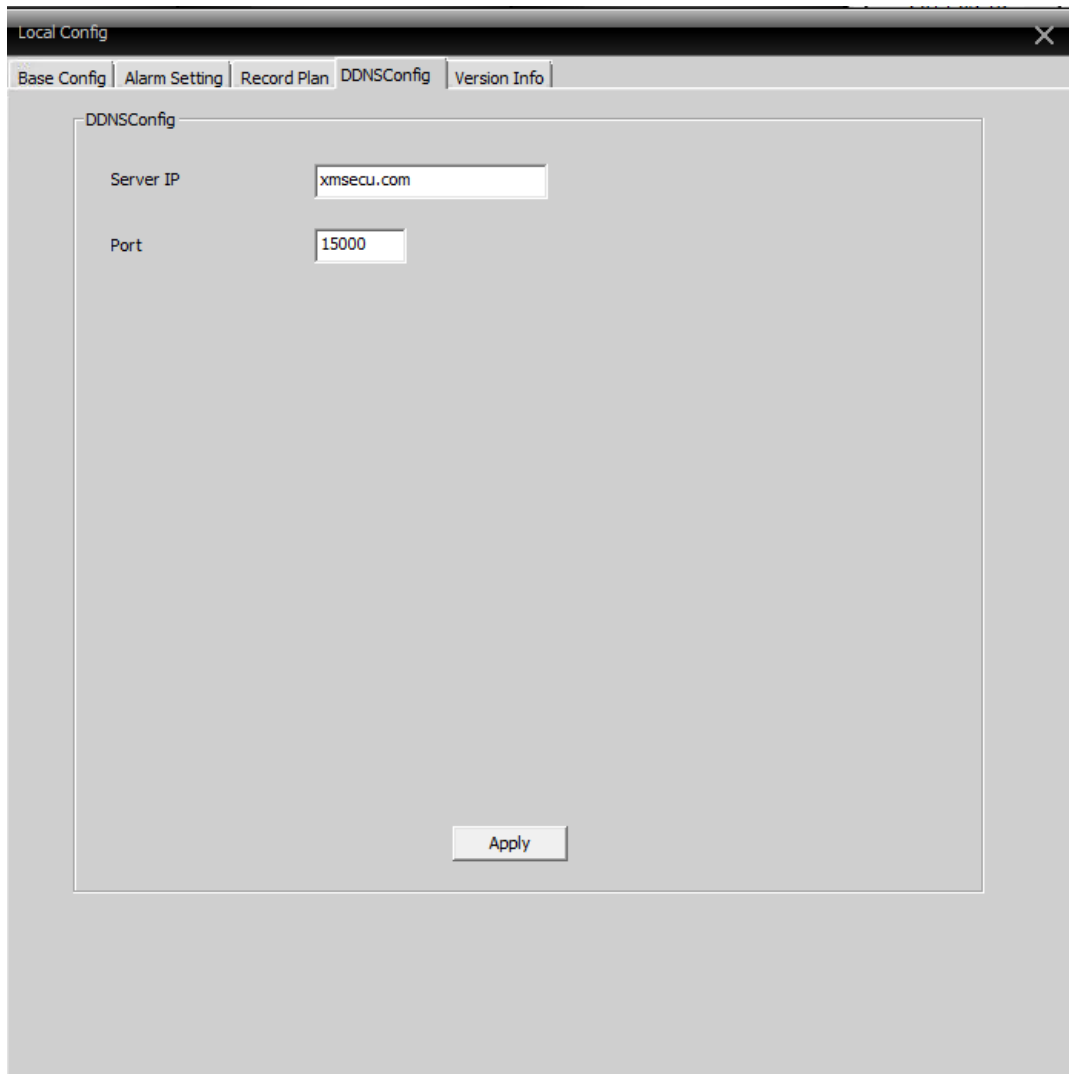 Local Config
Base Config Alarm Setting Record Plan DDNSConfig Version Info
DDNSConfig
Server IP xmsecu.com
Port 15000
Apply